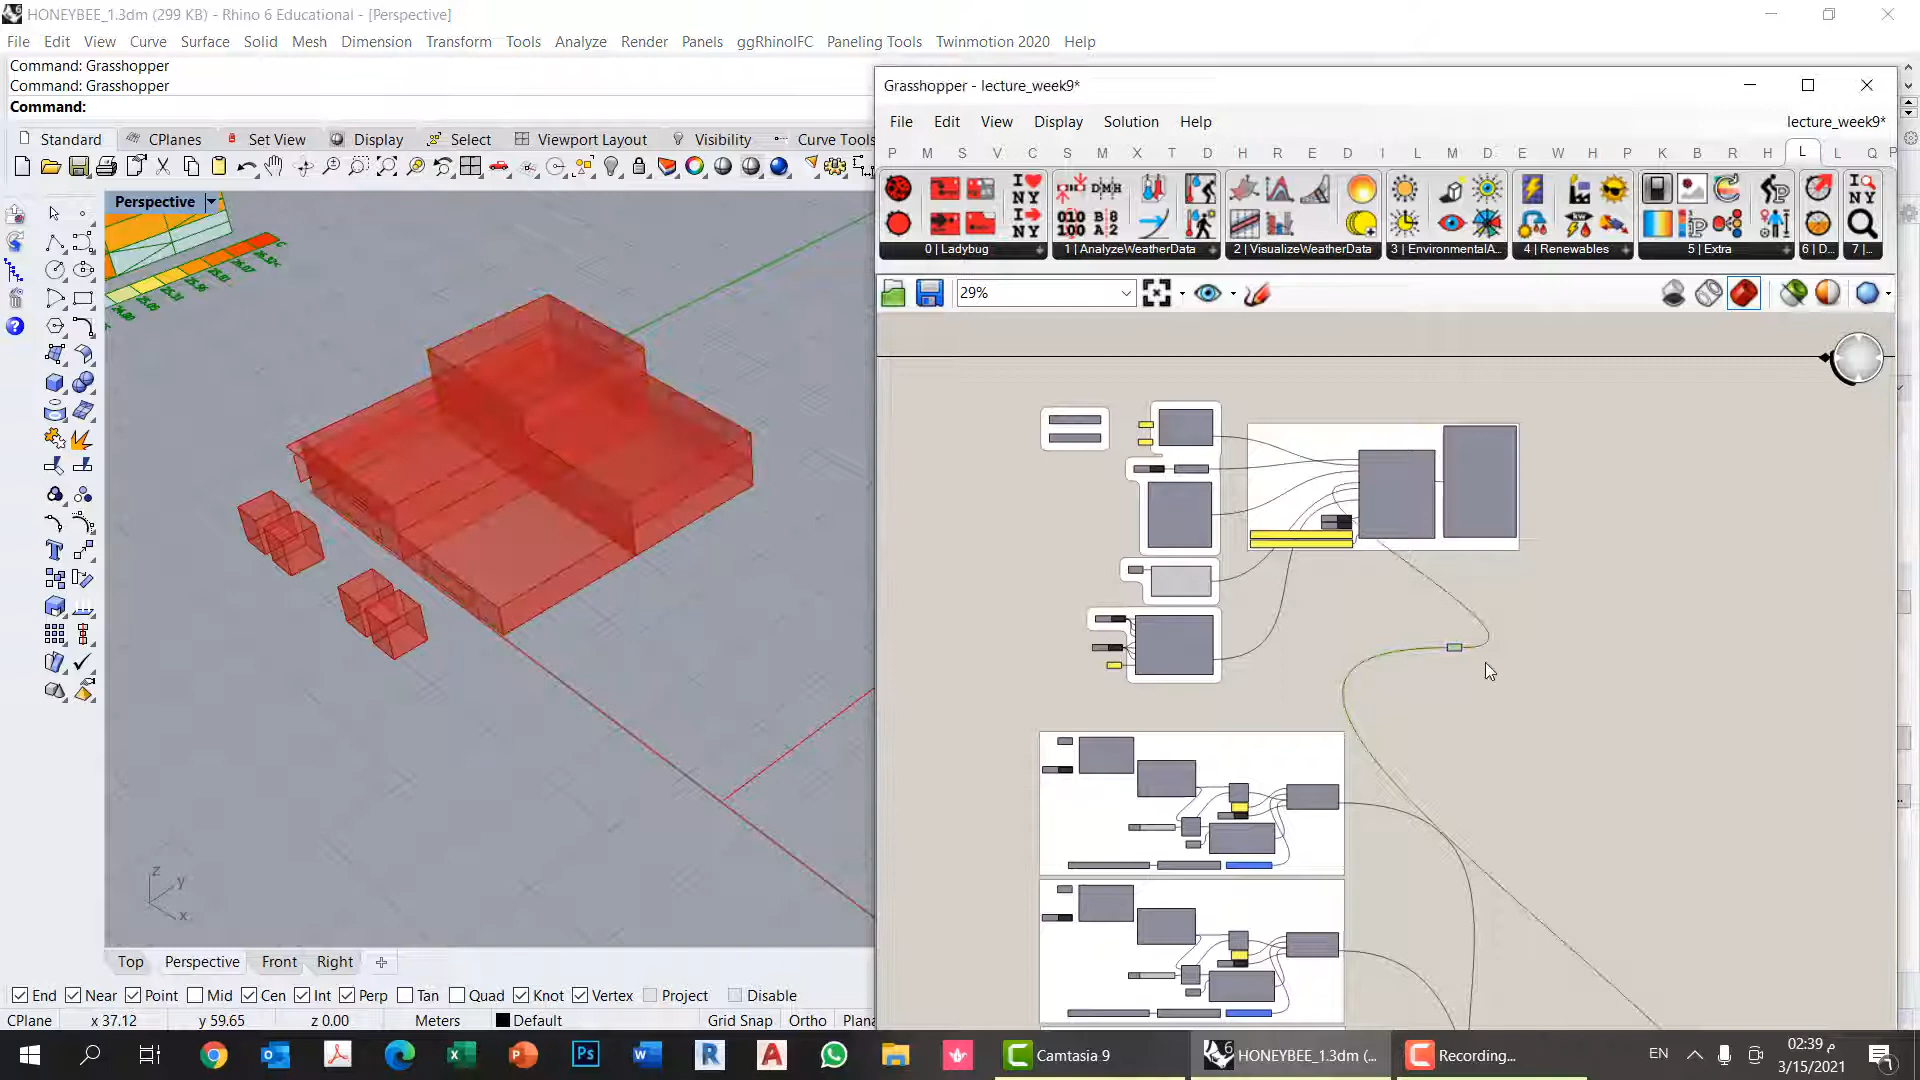 HONEYBEE_1.3dm (299 KB) - Rhino 6 Educational - [Perspective]
File Edit View Curve Surface Solid Mesh Dimension Transform Tools Analyze Render Panels ggRhinoIFC Paneling Tools Twinmotion 2020 Help
Command: Grasshopper
Command: Grasshopper
Command:
Standard CPlanes Set View Display Select Viewport Layout Visibility Curve Tools
Perspective
Top Perspective Front Right
End Near Point Mid Cen Int Perp Tan Quad Knot Vertex Project Disable
CPlane x 37.12 y 59.65 z 0.00 Meters Default Grid Snap Ortho Plana
Grasshopper - lecture_week9*
File Edit View Display Solution Help lecture_week9*
P M S V C S M X T D H R S D I L M D E W H P K B R H L L Q P
0 | Ladybug 1 | AnalyzeWeatherData 2 | VisualizeWeatherData 3 | EnvironmentalA... 4 | Renewables 5 | Extra 6 | D... 7 |...
29%
z
y
x
Camtasia 9 HONEYBEE_1.3dm (... Recording... EN 02:39 م
3/15/2021